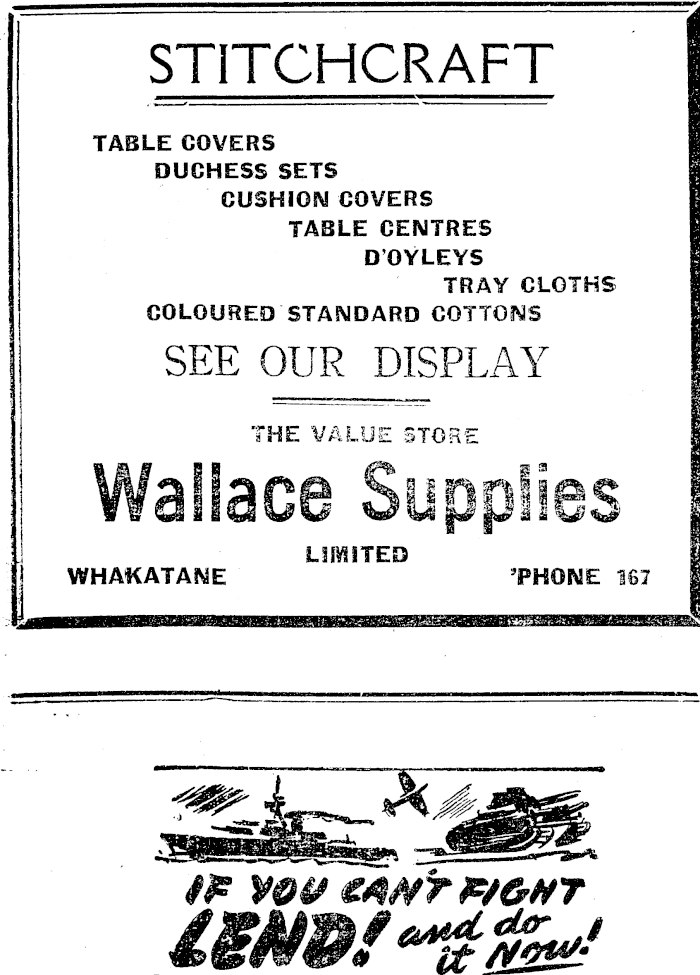 STITCHCRAFT
TABLE COVERS
DUCHESS SETS
CUSHION COVERS
TABLE CENTRES
D'OYLEYS
TRAY CLOTHS
COLOURED STANDARD COTTONS
SEE OUR DISPLAY
THE VALUE STORE
Wallace Supplies
LIMITED
WHAKATANE 'PHONE 167
IF YOU CAN'T FIGHT
LEND! and do
it Now!